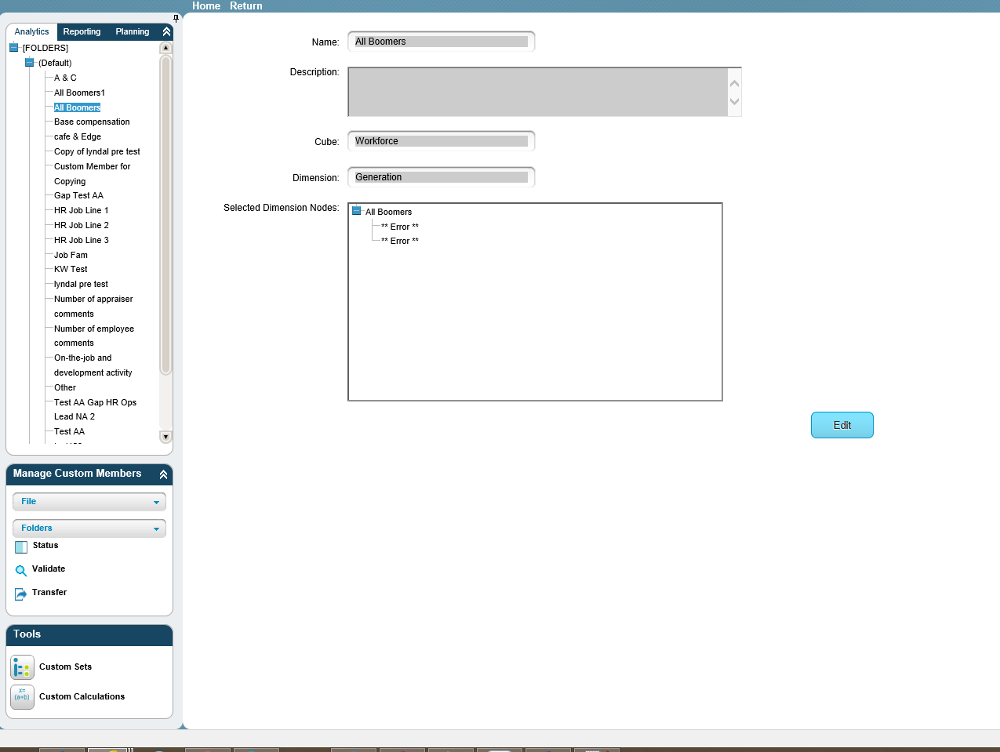 Home Return
Analytics Reporting Planning
[FOLDERS]
(Default)
A & C
All Boomers1
All Boomers
Base compensation
cafe & Edge
Copy of lyndal pre test
Custom Member for
Copying
Gap Test AA
HR Job Line 1
HR Job Line 2
HR Job Line 3
Job Fam
KW Test
lyndal pre test
Number of appraiser
comments
Number of employee
comments
On-the-job and
development activity
Other
Test AA Gap HR Ops
Lead NA 2
Test AA
Manage Custom Members
File
Folders
Status
Validate
Transfer
Tools
Custom Sets
x=
(a+b)
Custom Calculations
Name: All Boomers
Description:
Cube: Workforce
Dimension: Generation
Selected Dimension Nodes:
All Boomers
** Error **
** Error **
Edit